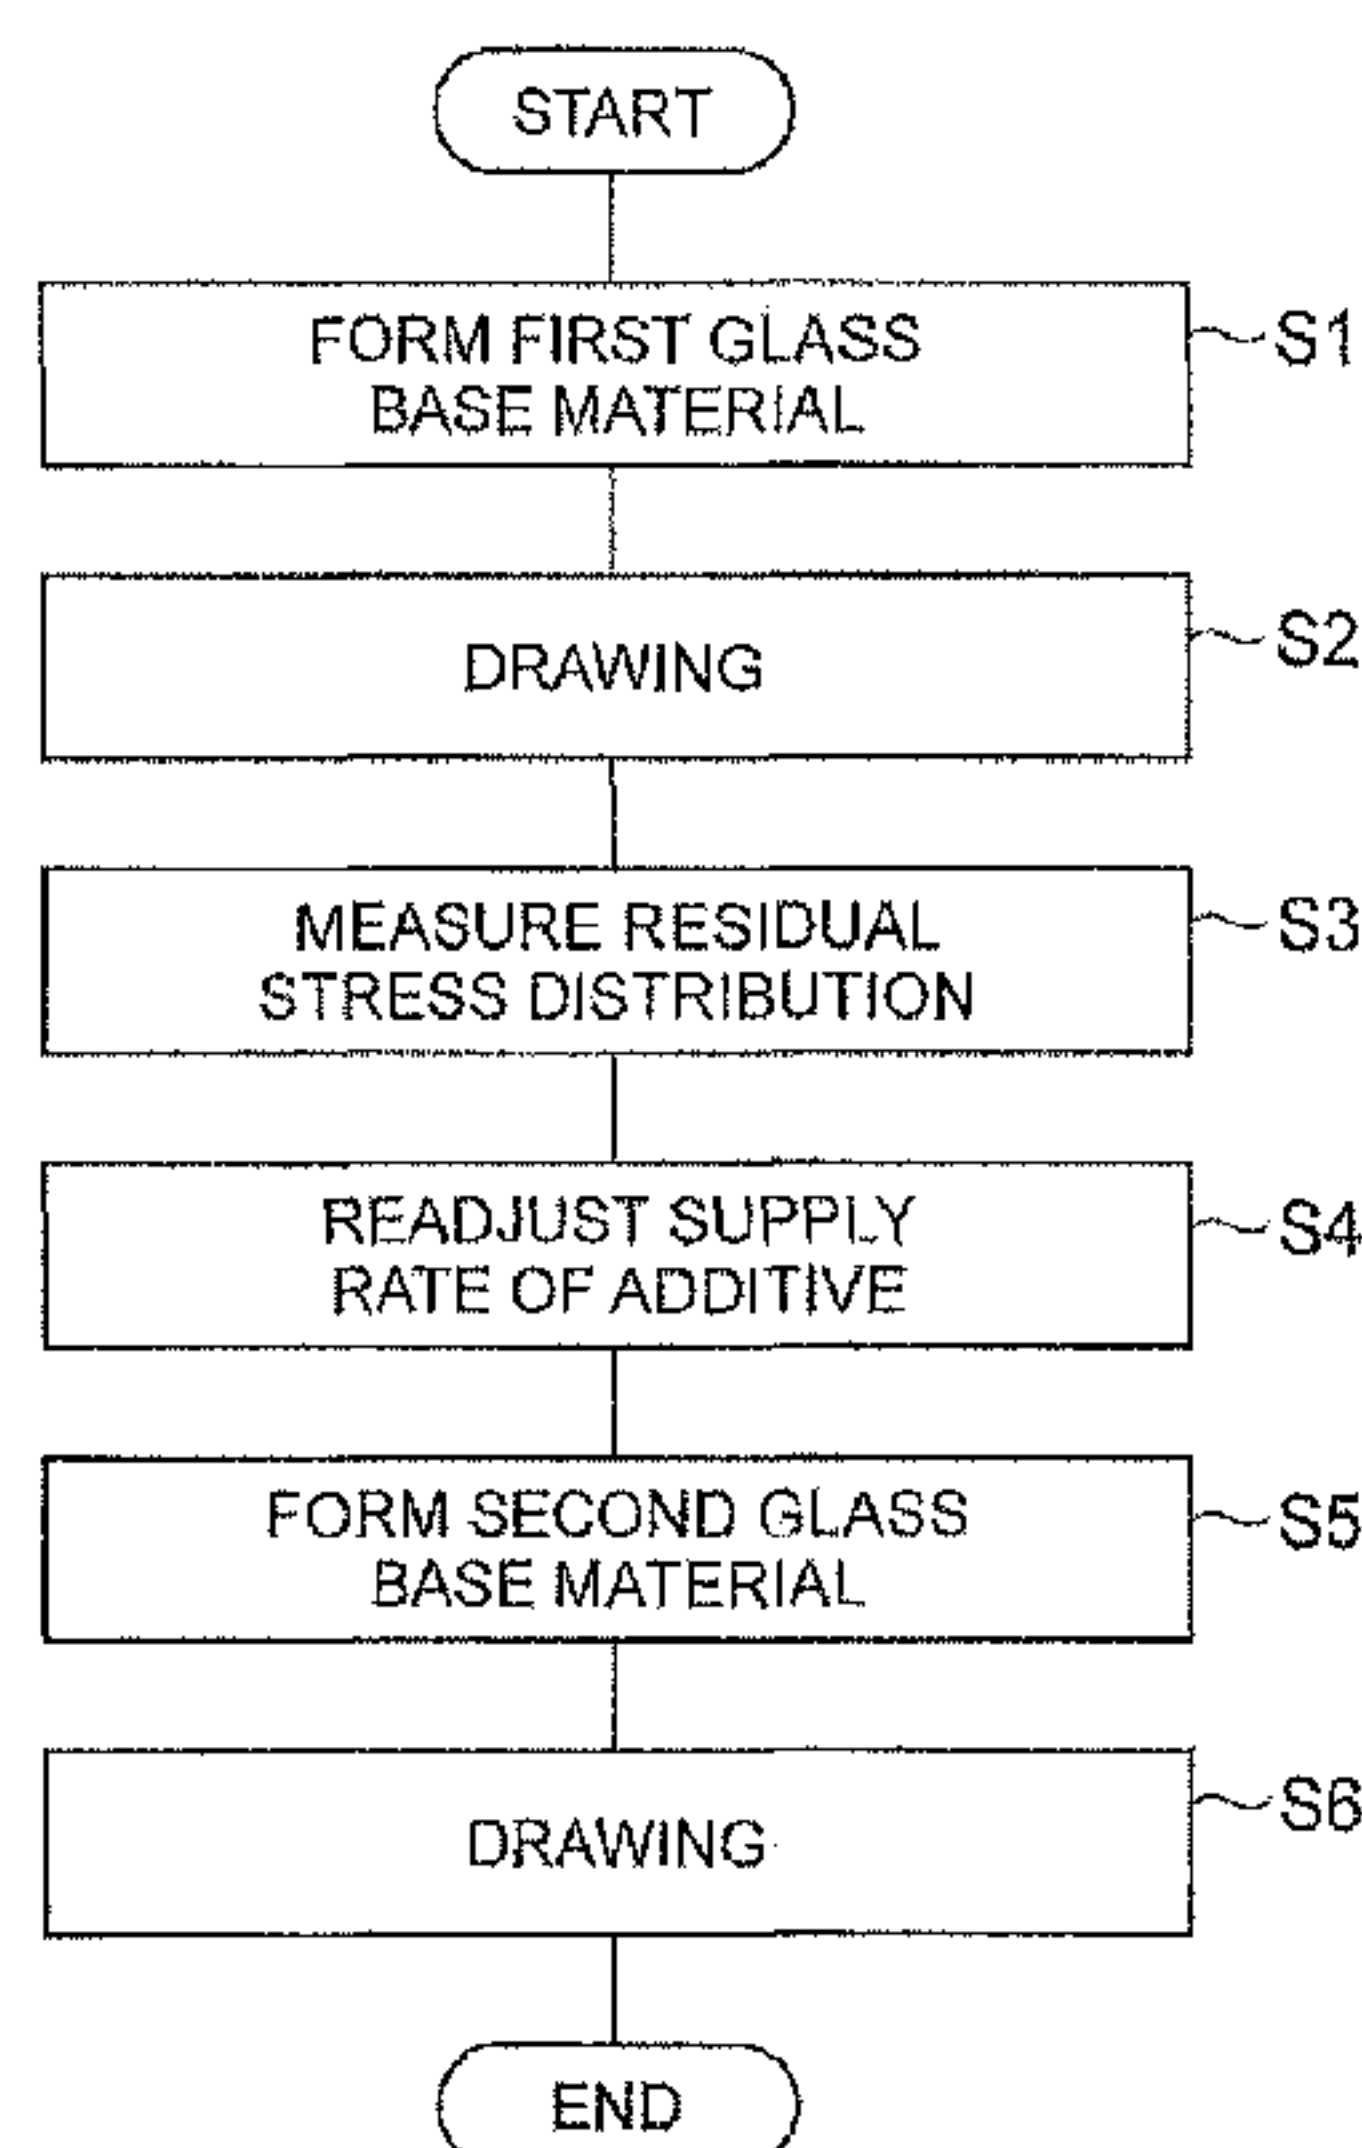 START
FORM FIRST GLASS
BASE MATERIAL
S1
DRAWING
S2
MEASURE RESIDUAL
STRESS DISTRIBUTION
S3
READJUST SUPPLY
RATE OF ADDITIVE
S4
FORM SECOND GLASS
BASE MATERIAL
S5
DRAWING
S6
END